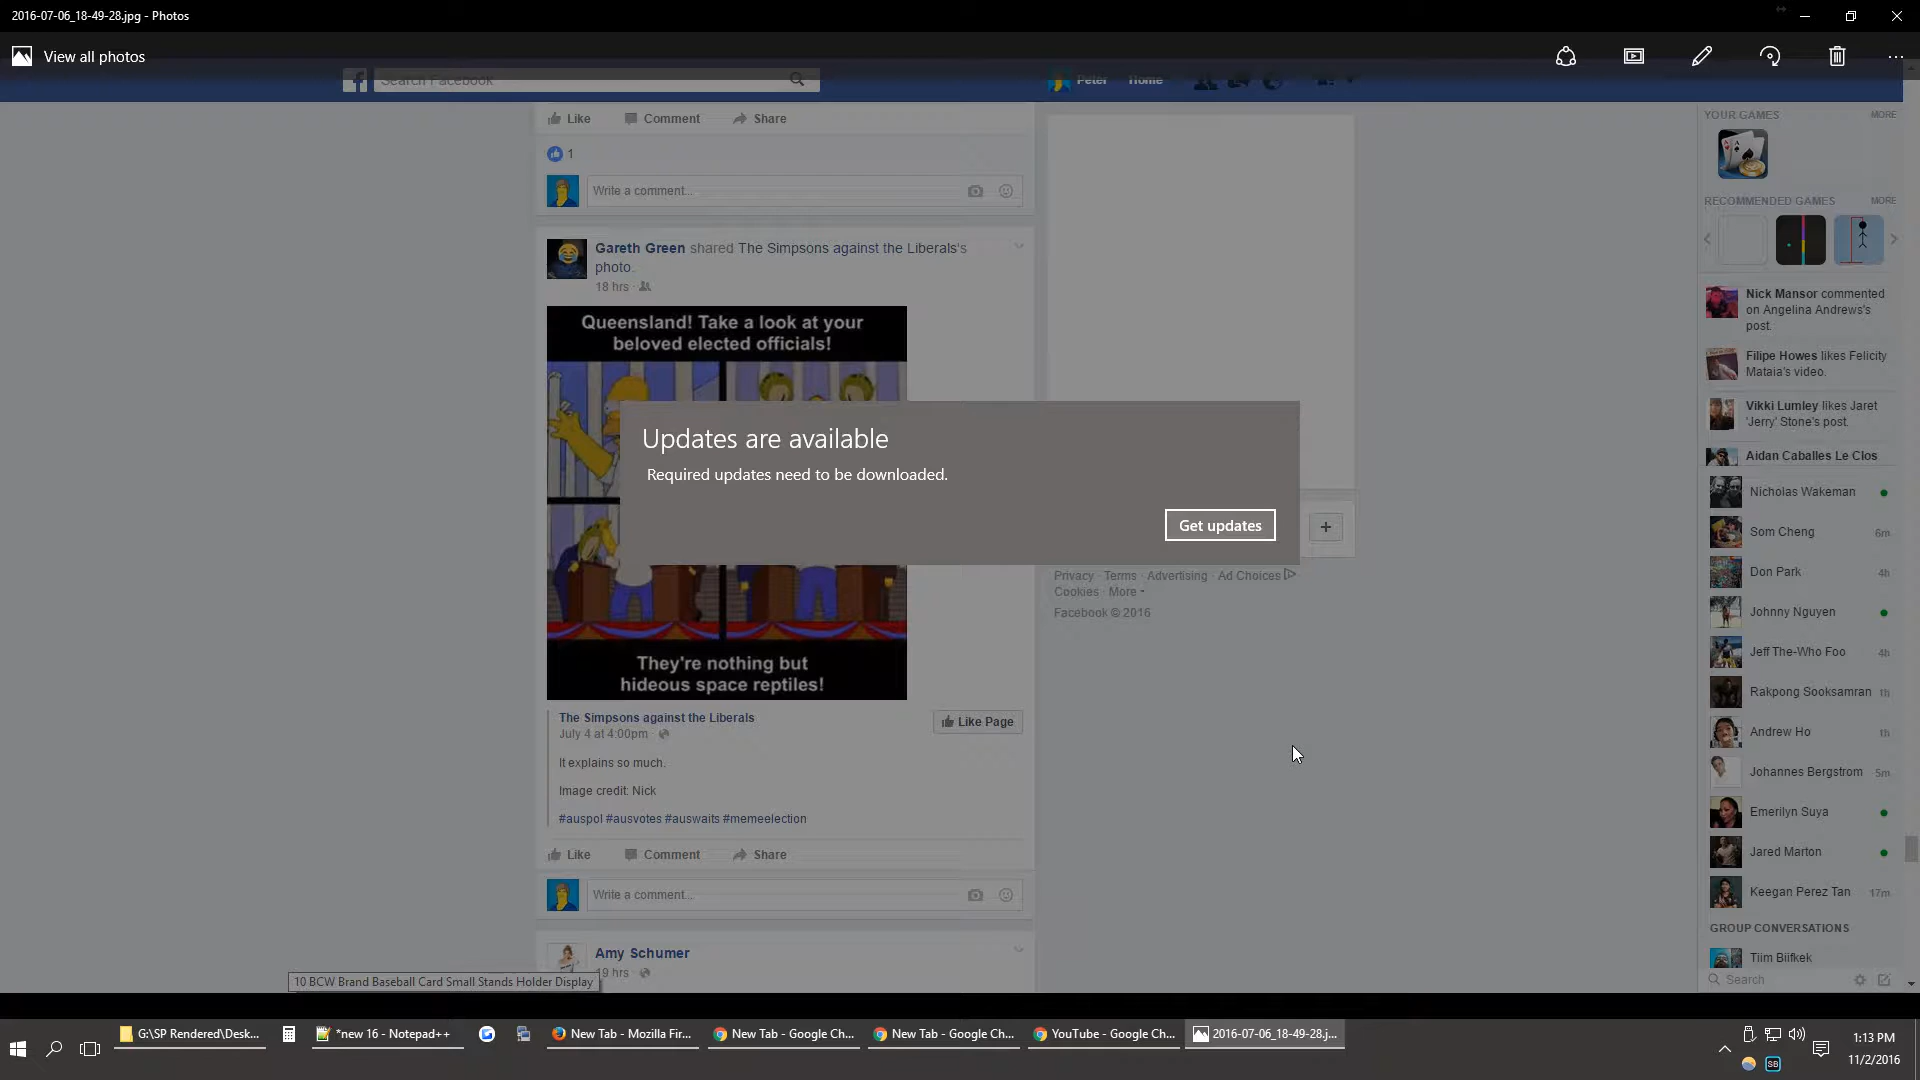 2016-07-06_18-49-28.jpg - Photos
View all photos
Search Facebook
Peter
Home
Like
Comment
Share
1
Write a comment...
Gareth Green shared The Simpsons against the Liberals's
photo.
18 hrs ·
Queensland! Take a look at your
beloved elected officials!
They're nothing but
hideous space reptiles!
The Simpsons against the Liberals
July 4 at 4:00pm ·
Like Page
It explains so much.
Image credit: Nick
#auspol #ausvotes #auswaits #memeelection
Like
Comment
Share
Write a comment...
Amy Schumer
19 hrs ·
10 BCW Brand Baseball Card Small Stands Holder Display
Updates are available
Required updates need to be downloaded.
Get updates
+
Privacy · Terms · Advertising · Ad Choices
Cookies · More
Facebook © 2016
YOUR GAMES
MORE
RECOMMENDED GAMES
MORE
Nick Mansor commented
on Angelina Andrews's
post.
Filipe Howes likes Felicity
Mataia's video.
Vikki Lumley likes Jaret
'Jerry' Stone's post.
Aidan Caballes Le Clos
Nicholas Wakeman
Som Cheng 6m
Don Park 4h
Johnny Nguyen
Jeff The-Who Foo 4h
Rakpong Sooksamran 1h
Andrew Ho 1h
Johannes Bergstrom 5m
Emerilyn Suya
Jared Marton
Keegan Perez Tan 17m
GROUP CONVERSATIONS
Tiim Biifkek
Search
G:\SP Rendered\Desk...
*new 16 - Notepad++
New Tab - Mozilla Fir...
New Tab - Google Ch...
New Tab - Google Ch...
YouTube - Google Ch...
2016-07-06_18-49-28.j...
SB
1:13 PM
11/2/2016